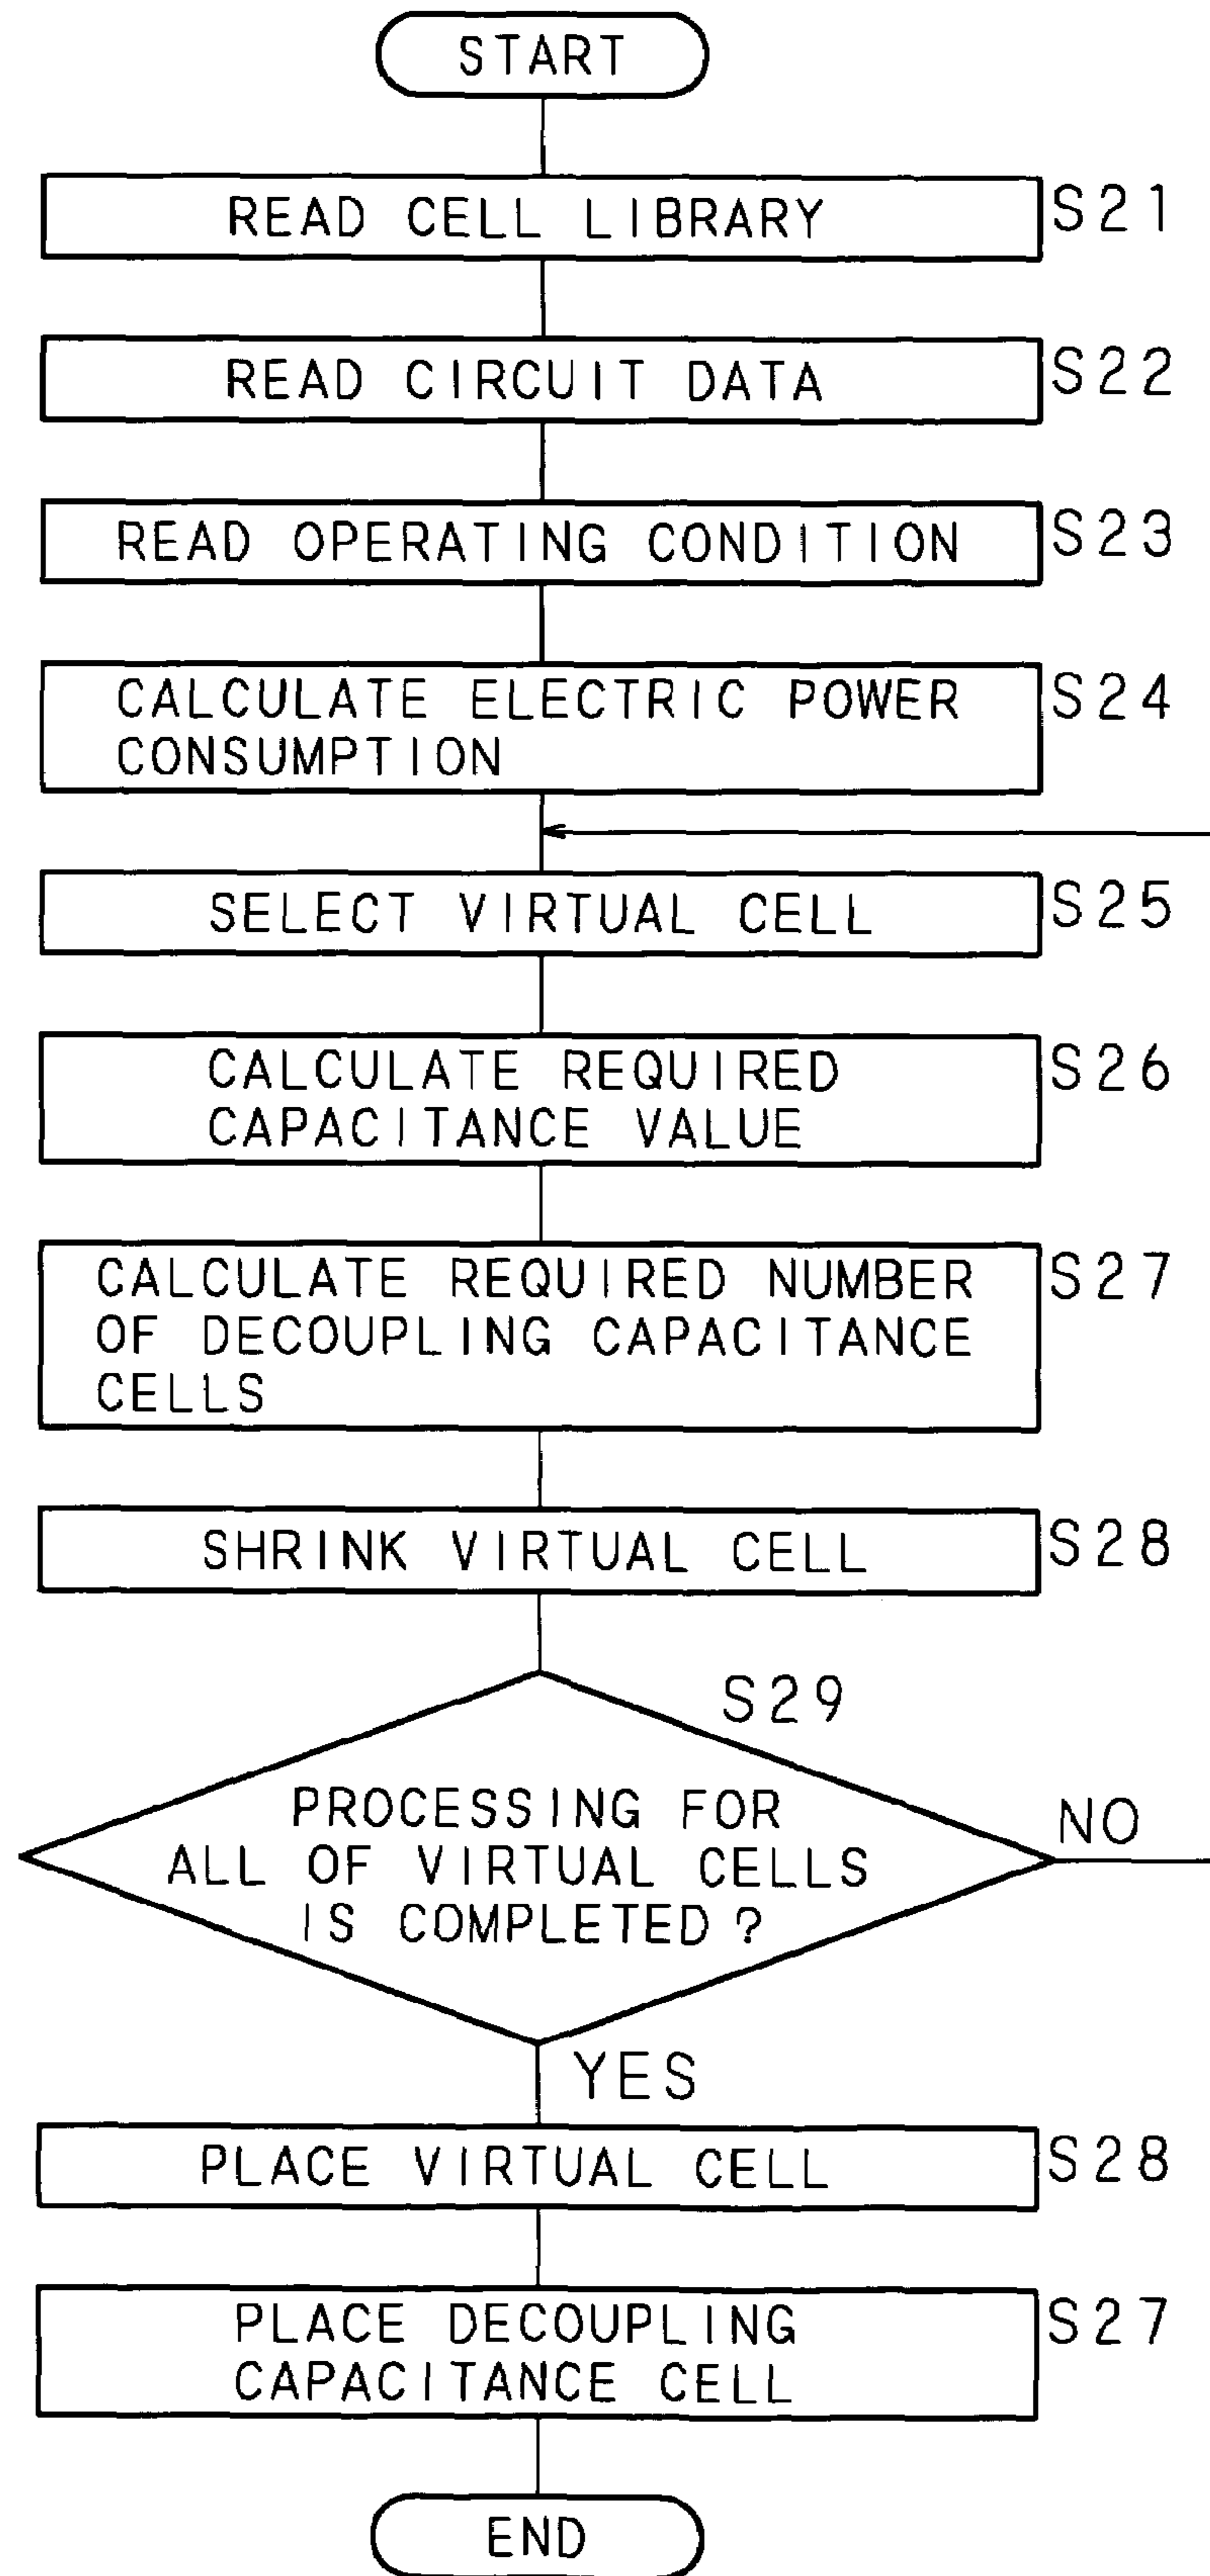 START
READ CELL LIBRARY S21
READ CIRCUIT DATA S22
READ OPERATING CONDITION S23
CALCULATE ELECTRIC POWER S24
CONSUMPTION
SELECT VIRTUAL CELL S25
CALCULATE REQUIRED S26
CAPACITANCE VALUE
CALCULATE REQUIRED NUMBER S27
OF DECOUPLING CAPACITANCE
CELLS
SHRINK VIRTUAL CELL S28
S29
PROCESSING FOR
ALL OF VIRTUAL CELLS
IS COMPLETED?
NO
YES
PLACE VIRTUAL CELL S28
PLACE DECOUPLING S27
CAPACITANCE CELL
END